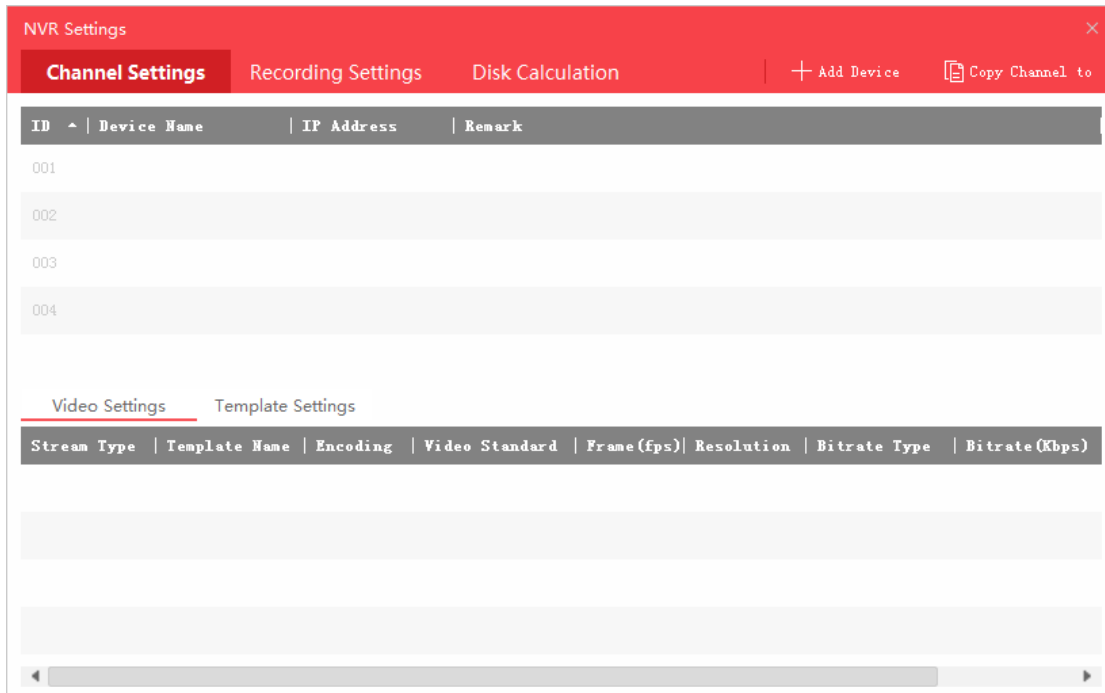 NVR Settings
Channel Settings Recording Settings Disk Calculation Add Device Copy Channel to
ID Device Name IP Address Remark
001
002
003
004
Video Settings Template Settings
Stream Type Template Name Encoding Video Standard Frame(fps) Resolution Bitrate Type Bitrate(Kbps)